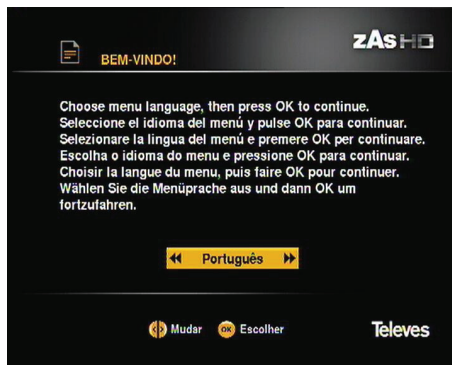 zAs HD
BEM-VINDO!
Choose menu language, then press OK to continue.
Seleccione el idioma del menú y pulse OK para continuar.
Selezionare la lingua del menú e premere OK per continuare.
Escolha o idioma do menu e pressione OK para continuar.
Choisir la langue du menu, puis faire OK pour continuer.
Wählen Sie die Menüprache aus und dann OK um
fortzufahren.
Português
Mudar OK Escolher
Televes